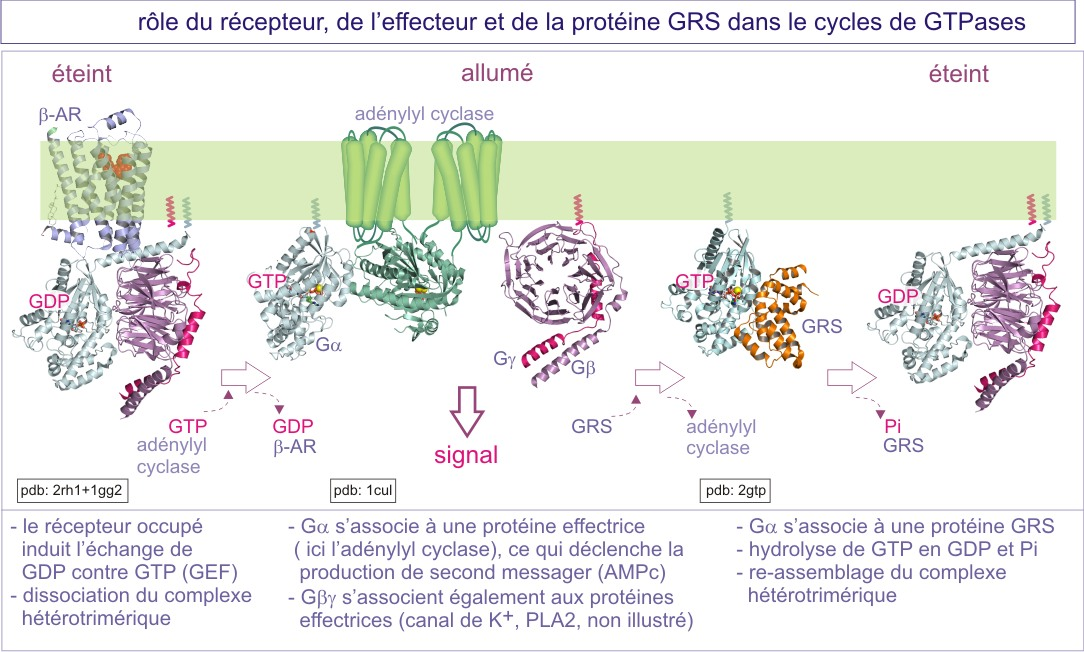 rôle du récepteur, de l'effecteur et de la protéine GRS dans le cycles de GTPases
éteint
allumé
éteint
β-AR
adénylyl cyclase
GDP
GTP
Gα
Gγ
Gβ
GTP
GRS
GDP
GTP
adénylyl
cyclase
GDP
β-AR
signal
GRS
adénylyl
cyclase
Pi
GRS
pdb: 2rh1+1gg2
pdb: 1cul
pdb: 2gtp
- le récepteur occupé
induit l'échange de
GDP contre GTP (GEF)
- dissociation du complexe
hétérotrimérique
- Gα s'associe à une protéine effectrice
( ici l'adénylyl cyclase), ce qui déclenche la
production de second messager (AMPc)
- Gβγ s'associent également aux protéines
effectrices (canal de K⁺, PLA2, non illustré)
- Gα s'associe à une protéine GRS
- hydrolyse de GTP en GDP et Pi
- re-assemblage du complexe
hétérotrimérique